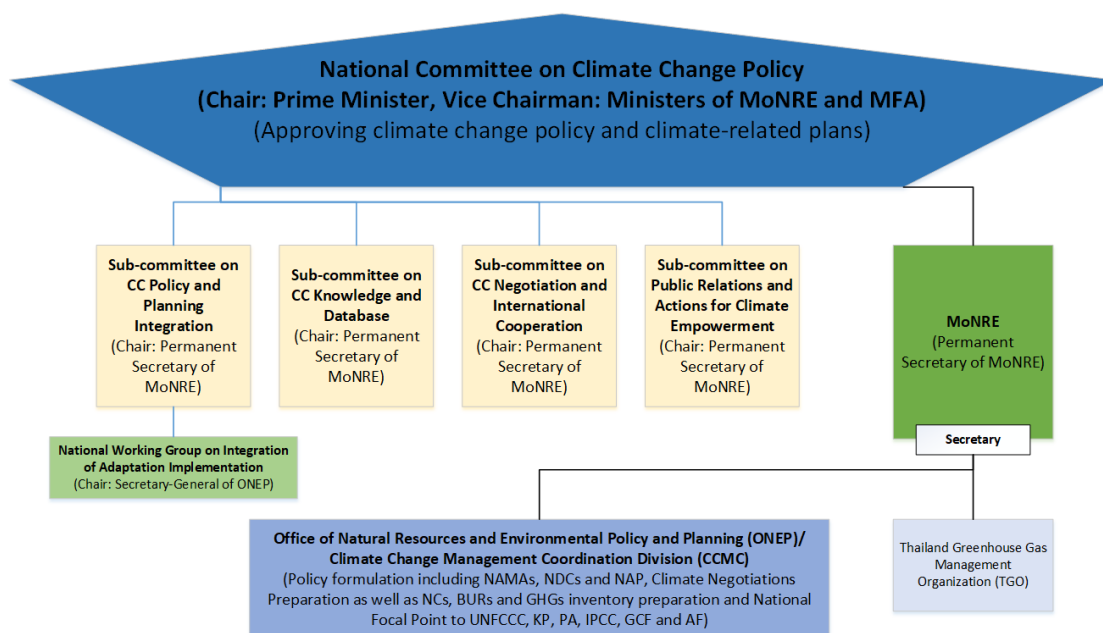 National Committee on Climate Change Policy
(Chair: Prime Minister, Vice Chairman: Ministers of MoNRE and MFA)
(Approving climate change policy and climate-related plans)
Sub-committee on
CC Policy and
Planning
Integration
(Chair: Permanent
Secretary of
MoNRE)
Sub-committee on
CC Knowledge and
Database
(Chair: Permanent
Secretary of
MoNRE)
Sub-committee on
CC Negotiation and
International
Cooperation
(Chair: Permanent
Secretary of
MoNRE)
Sub-committee on
Public Relations and
Actions for Climate
Empowerment
(Chair: Permanent
Secretary of
MoNRE)
MoNRE
(Permanent
Secretary of MoNRE)
Secretary
National Working Group on Integration
of Adaptation Implementation
(Chair: Secretary-General of ONEP)
Office of Natural Resources and Environmental Policy and Planning (ONEP)/
Climate Change Management Coordination Division (CCMC)
(Policy formulation including NAMAs, NDCs and NAP, Climate Negotiations
Preparation as well as NCs, BURs and GHGs inventory preparation and National
Focal Point to UNFCCC, KP, PA, IPCC, GCF and AF)
Thailand Greenhouse Gas
Management
Organization (TGO)